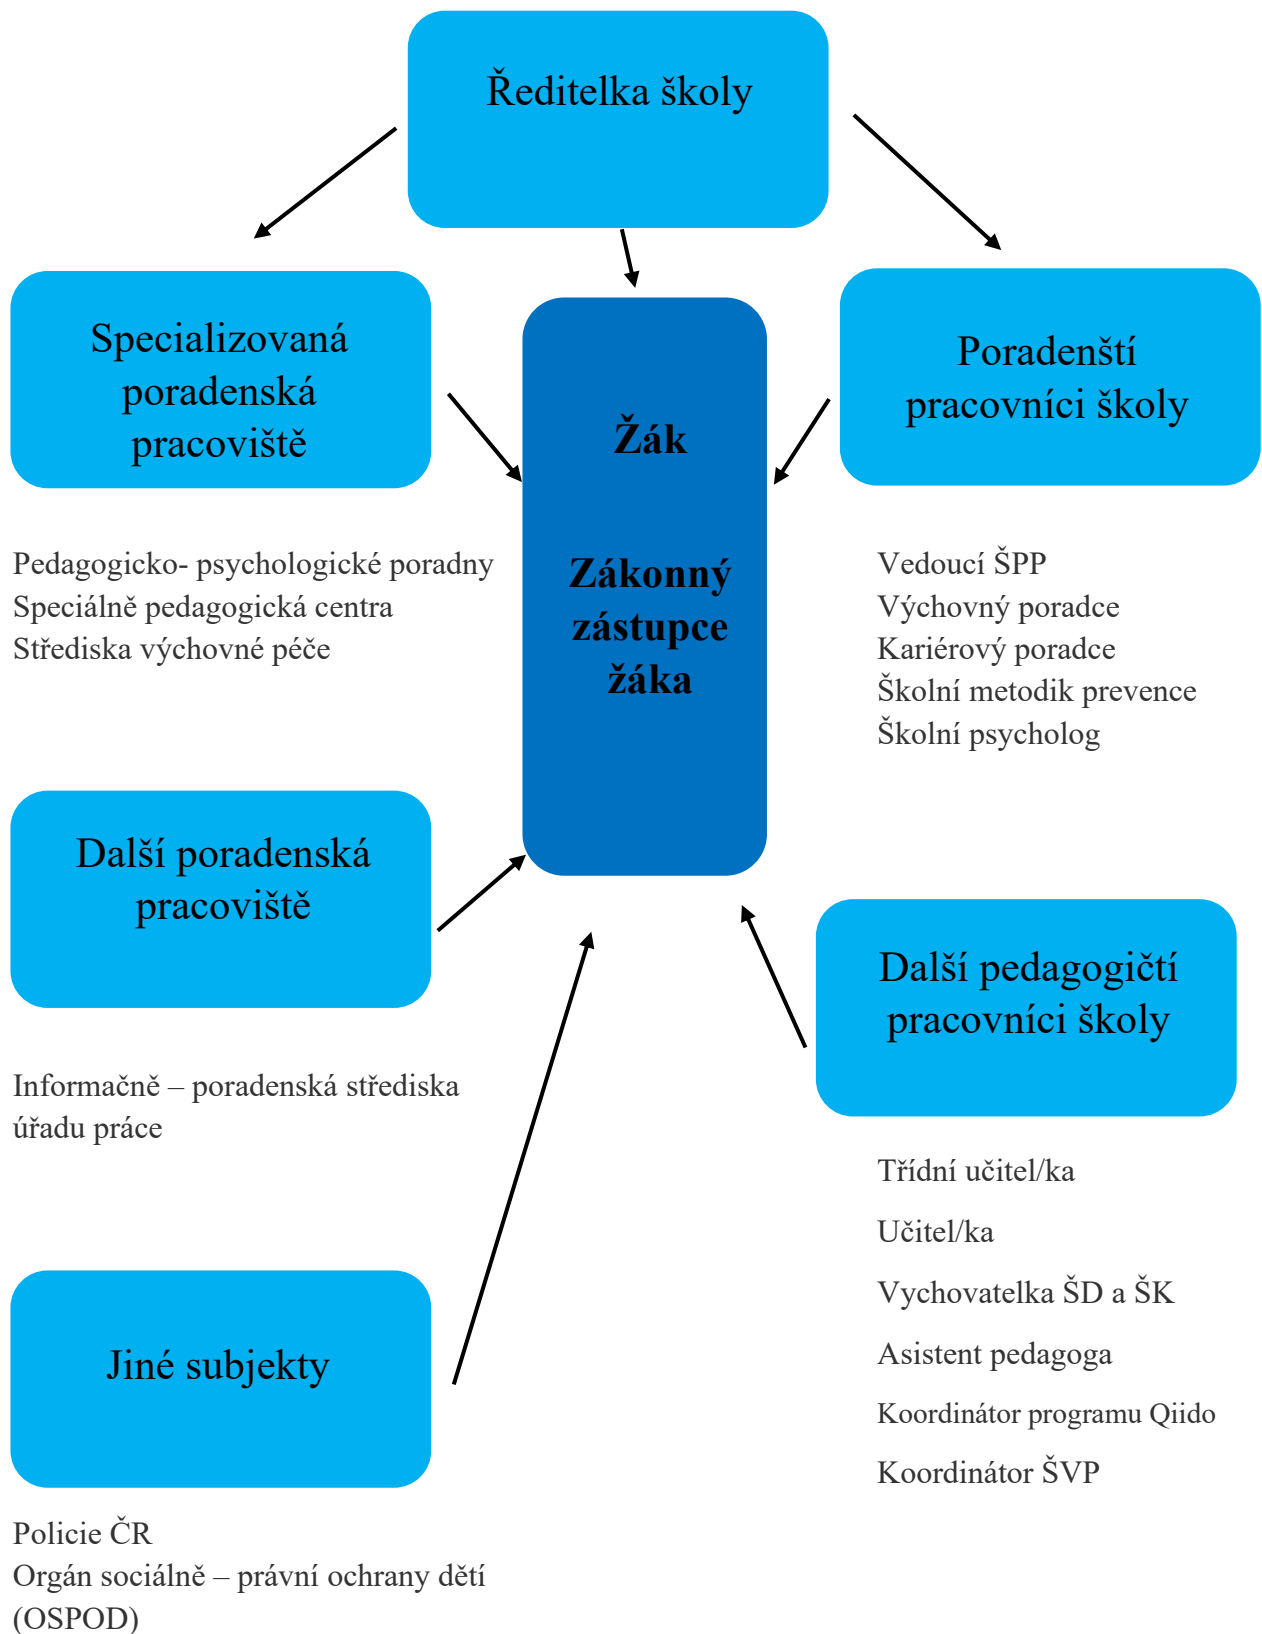 Ředitelka školy
Specializovaná
poradenská
pracoviště
Žák
Zákonný
zástupce
žáka
Poradenští
pracovníci školy
Pedagogicko- psychologické poradny
Speciálně pedagogická centra
Střediska výchovné péče
Vedoucí ŠPP
Výchovný poradce
Kariérový poradce
Školní metodik prevence
Školní psycholog
Další poradenská
pracoviště
Další pedagogičtí
pracovníci školy
Informačně – poradenská střediska
úřadu práce
Třídní učitel/ka
Učitel/ka
Vychovatelka ŠD a ŠK
Asistent pedagoga
Koordinátor programu Qiido
Koordinátor ŠVP
Jiné subjekty
Policie ČR
Orgán sociálně – právní ochrany dětí
(OSPOD)